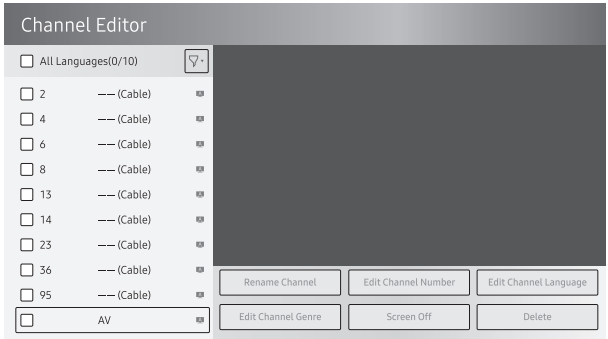 Channel Editor
All Languages(0/10)
2 —— (Cable)
4 —— (Cable)
6 —— (Cable)
8 —— (Cable)
13 —— (Cable)
14 —— (Cable)
23 —— (Cable)
36 —— (Cable)
95 —— (Cable)
AV
Rename Channel Edit Channel Number Edit Channel Language
Edit Channel Genre Screen Off Delete